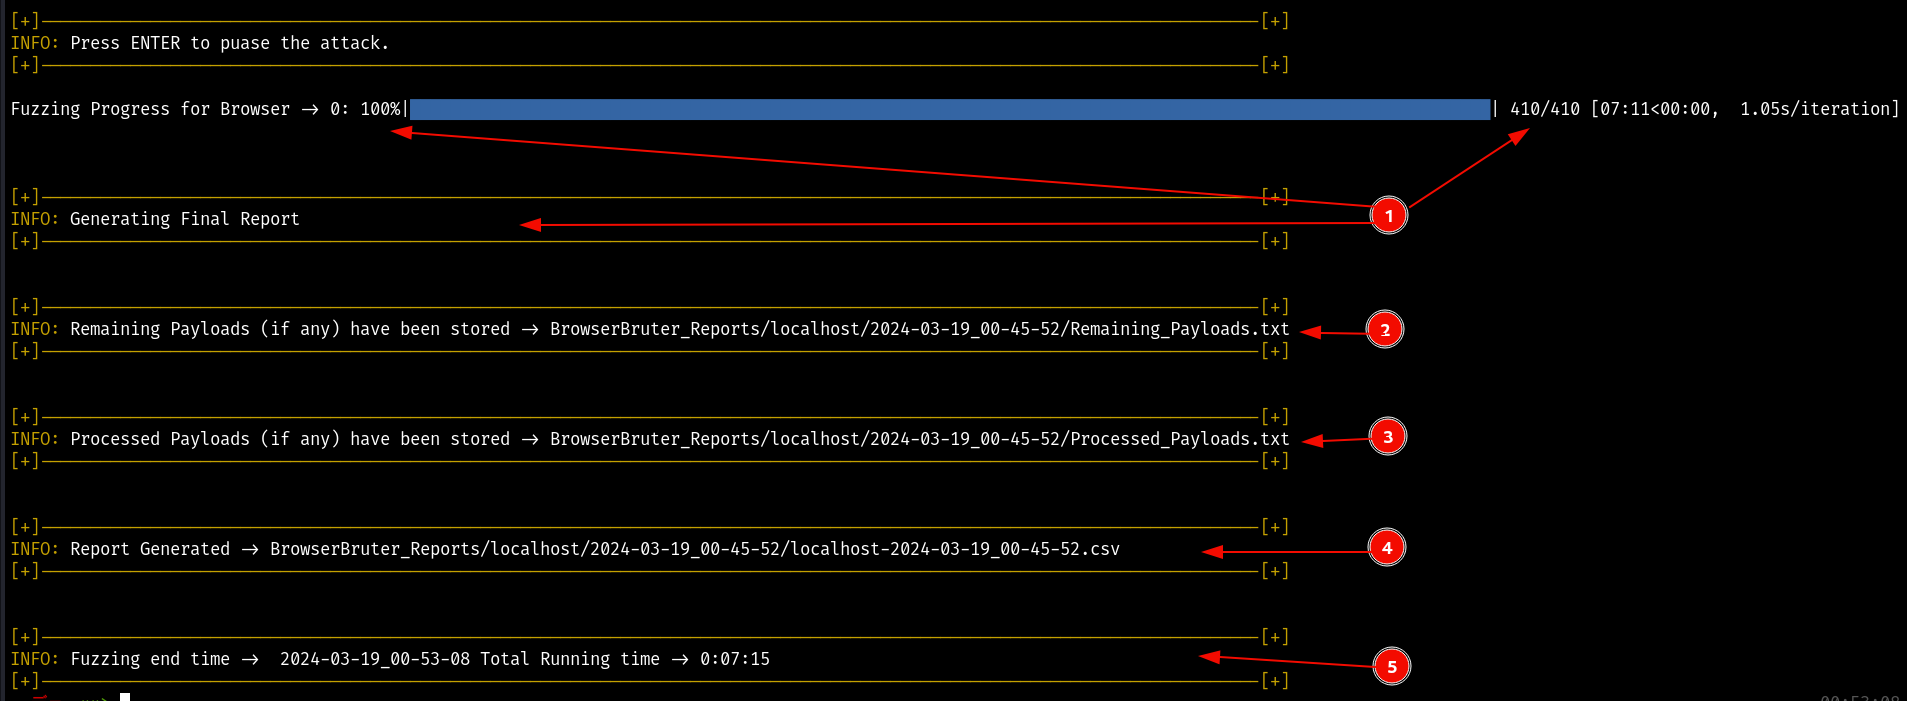 [+]────────────────────[+]
INFO: Press ENTER to puase the attack.
[+]────────────────────[+]
Fuzzing Progress for Browser -> 0: 100%| | 410/410 [07:11<00:00,  1.05s/iteration]
[+]────────────────────[+]
INFO: Generating Final Report
1
[+]────────────────────[+]
[+]────────────────────[+]
INFO: Remaining Payloads (if any) have been stored -> BrowserBruter_Reports/localhost/2024-03-19_00-45-52/Remaining_Payloads.txt
2
[+]────────────────────[+]
[+]────────────────────[+]
INFO: Processed Payloads (if any) have been stored -> BrowserBruter_Reports/localhost/2024-03-19_00-45-52/Processed_Payloads.txt
3
[+]────────────────────[+]
[+]────────────────────[+]
INFO: Report Generated -> BrowserBruter_Reports/localhost/2024-03-19_00-45-52/localhost-2024-03-19_00-45-52.csv
4
[+]────────────────────[+]
[+]────────────────────[+]
INFO: Fuzzing end time ->  2024-03-19_00-53-08 Total Running time -> 0:07:15
5
[+]────────────────────[+]